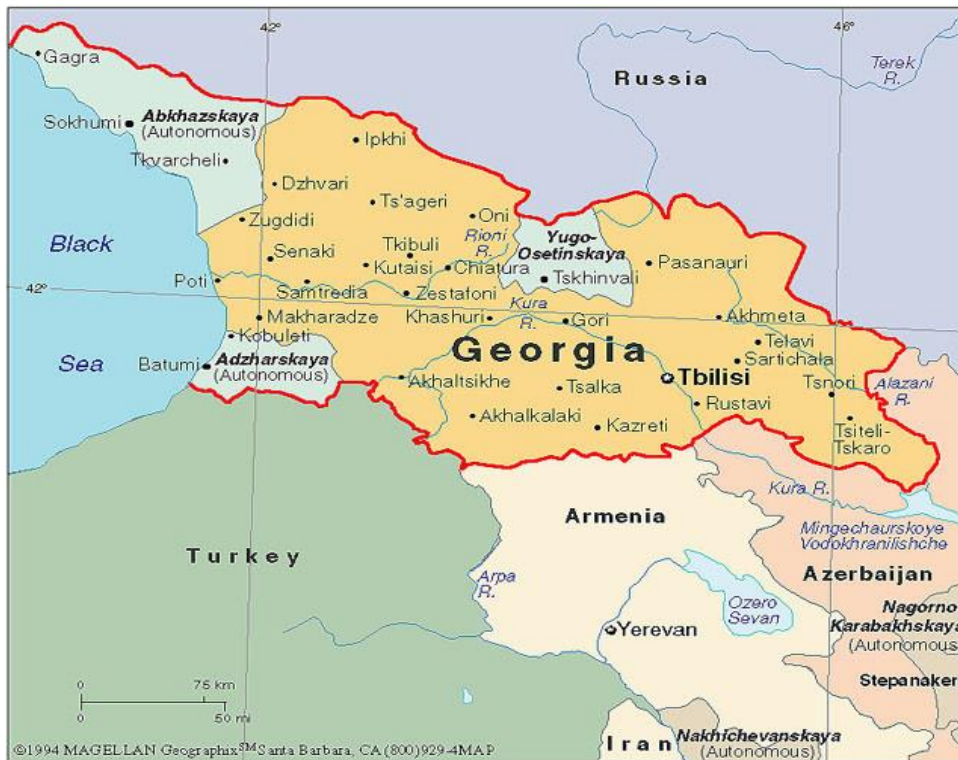 42°
46°
Gagra
Russia
Terek
R.
Abkhazskaya
(Autonomous)
Sokhumi
Ipkhi
Tkvarcheli
Dzhvari
Ts'ageri
Zugdidi
Oni
Rioni
R.
Yugo-
Osetinskaya
Black
Senaki
Tkibuli
Kutaisi
Chiatura
Tskhinvali
Pasanauri
Poti
42°
Samtredia
Zestafoni
Kura
R.
Makharadze
Khashuri
Gori
Akhmeta
Kobuleti
Georgia
Telavi
Sartichala
Sea
Batumi
Adzharskaya
(Autonomous)
Akhaltsikhe
Tsalka
Tbilisi
Tsnori
Alazani
R.
Rustavi
Akhalkalaki
Kazreti
Tsiteli-
Tskaro
Kura R.
Armenia
Mingechaurskoye
Vodokhranilishche
Turkey
Arpa
R.
Azerbaijan
Ozero
Sevan
Nagorno
Karabakhskaya
(Autonomous)
Yerevan
Stepanaker
0 75 km
0 50 mi
©1994 MAGELLAN Geographix℠ Santa Barbara, CA (800)929-4MAP
Iran
Nakhichevanskaya
(Autonomous)